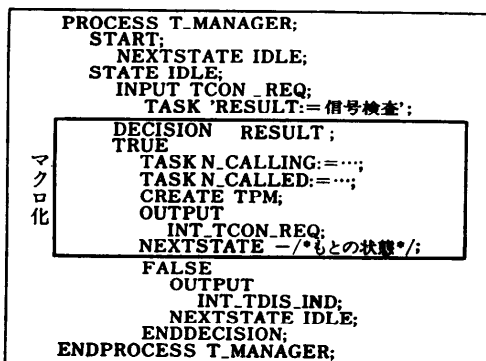 PROCESS T_MANAGER;
START;
NEXTSTATE IDLE;
STATE IDLE;
INPUT TCON_REQ;
TASK 'RESULT:=信号検査';
マクロ化
DECISION RESULT;
TRUE
TASK N_CALLING:=…;
TASK N_CALLED:=…;
CREATE TPM;
OUTPUT
INT_TCON_REQ;
NEXTSTATE −/*もとの状態*/;
FALSE
OUTPUT
INT_TDIS_IND;
NEXTSTATE IDLE;
ENDDECISION;
ENDPROCESS T_MANAGER;